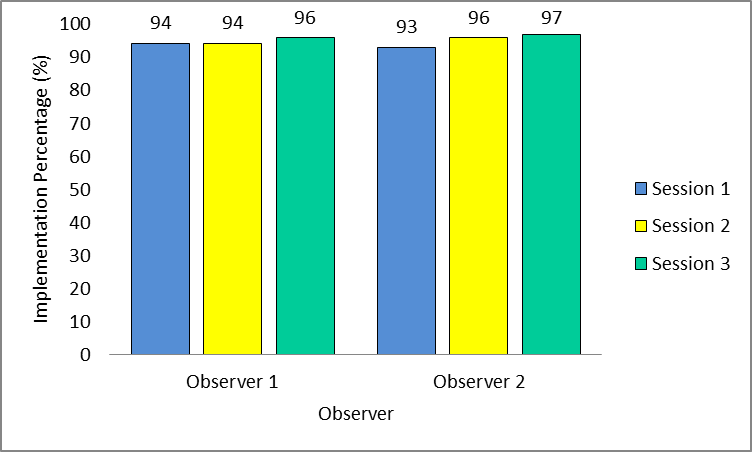 94 94 96 93 96 97
100
90
80
70
60
50
40
30
20
10
0
Implementation Percentage (%)
Observer 1 Observer 2
Observer
Session 1
Session 2
Session 3